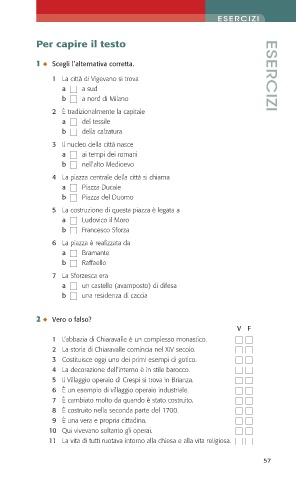 ESERCIZI
ESERCIZI
Per capire il testo
1 Scegli l'alternativa corretta.
1 La città di Vigevano si trova
a a sud
b a nord di Milano
2 È tradizionalmente la capitale
a del tessile
b della calzatura
3 Il nucleo della città nasce
a ai tempi dei romani
b nell'alto Medioevo
4 La piazza centrale della città si chiama
a Piazza Ducale
b Piazza del Duomo
5 La costruzione di questa piazza è legata a
a Ludovico il Moro
b Francesco Sforza
6 La piazza è realizzata da
a Bramante
b Raffaello
7 La Sforzesca era
a un castello (avamposto) di difesa
b una residenza di caccia
2 Vero o falso?
V F
1 L'abbazia di Chiaravalle è un complesso monastico.
2 La storia di Chiaravalle comincia nel XIV secolo.
3 Costituisce oggi uno dei primi esempi di gotico.
4 La decorazione dell'interno è in stile barocco.
5 Il Villaggio operaio di Crespi si trova in Brianza.
6 È un esempio di villaggio operaio industriale.
7 È cambiato molto da quando è stato costruito.
8 È costruito nella seconda parte del 1700.
9 È una vera e propria cittadina.
10 Qui vivevano soltanto gli operai.
11 La vita di tutti ruotava intorno alla chiesa e alla vita religiosa.
57